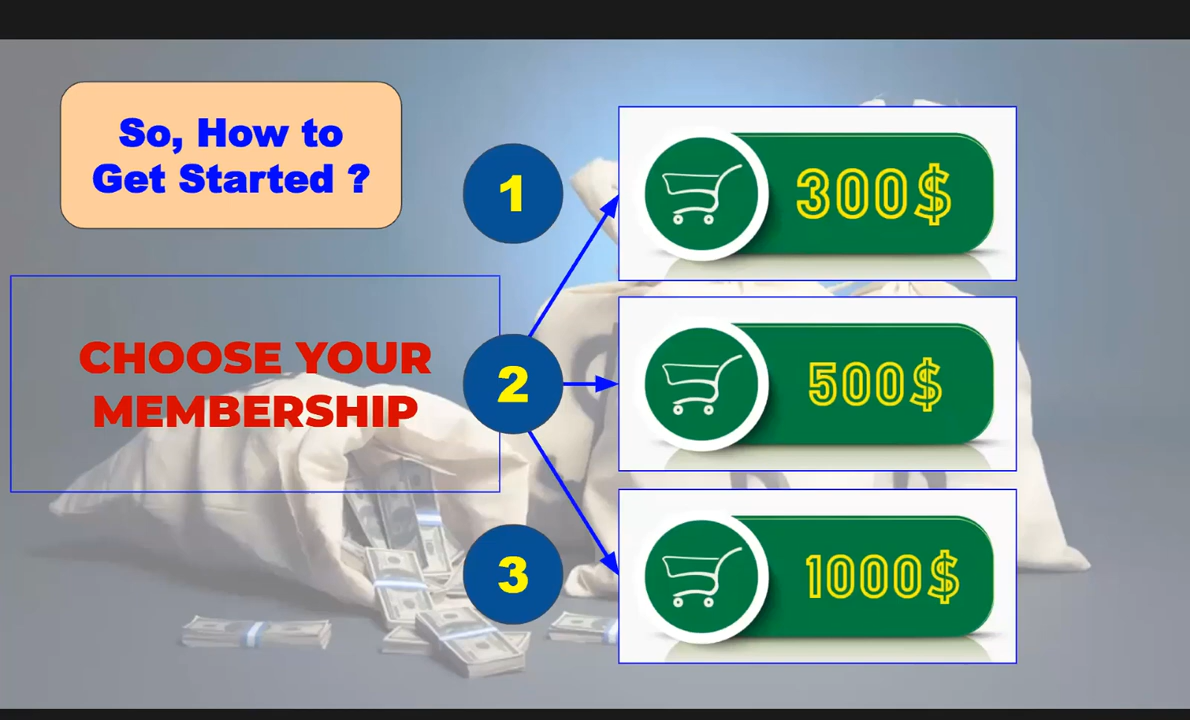 So, How to
Get Started ?
CHOOSE YOUR
MEMBERSHIP
1
300$
2
500$
3
1000$